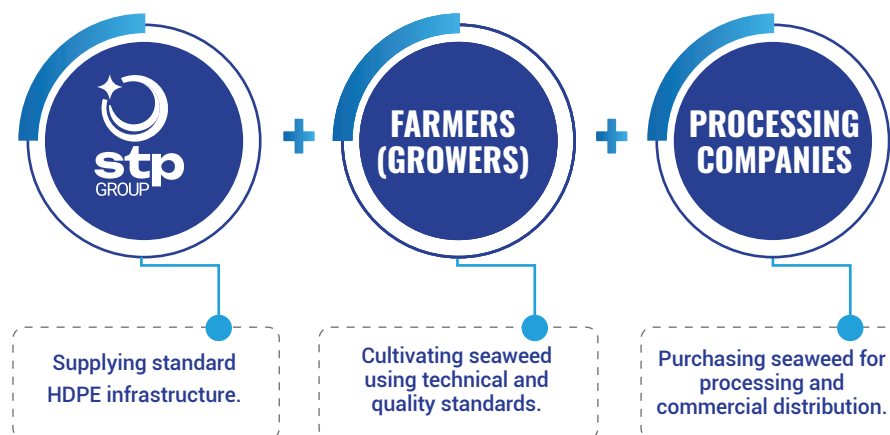 stp
GROUP
+
FARMERS
(GROWERS)
+
PROCESSING
COMPANIES
Supplying standard
HDPE infrastructure.
Cultivating seaweed
using technical and
quality standards.
Purchasing seaweed for
processing and
commercial distribution.